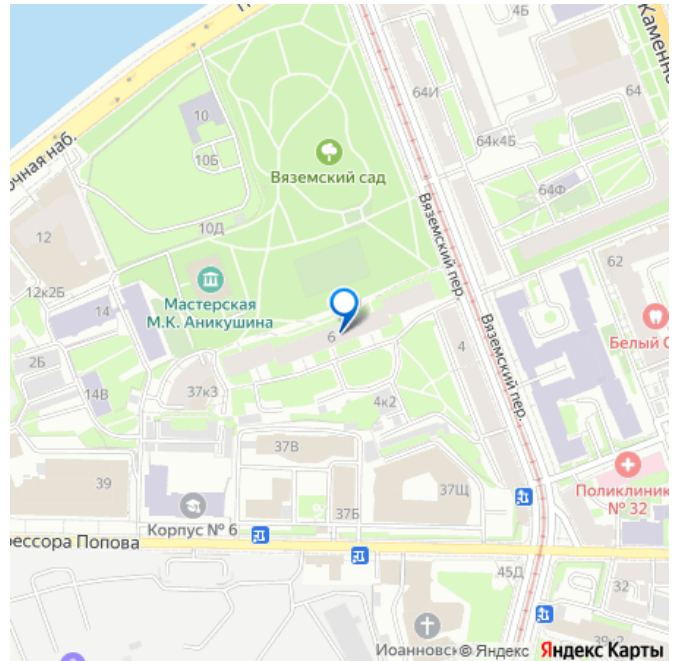 4Б
Каменно
64И
64
10
очная наб.
64к4Б
10Б
Вяземский сад
64Ф
Вяземский пер.
10Д
12
62
12к2Б
Мастерская
М.К. Аникушина
14
Вяземский пер.
6
4
Белый С
2Б
14В
37к3
4к2
37В
39
37Щ
Поликлиник
№ 32
Корпус № 6
37Б
рессора Попова
45Д
32
Иоанновск
© Яндекс
Яндекс Карты